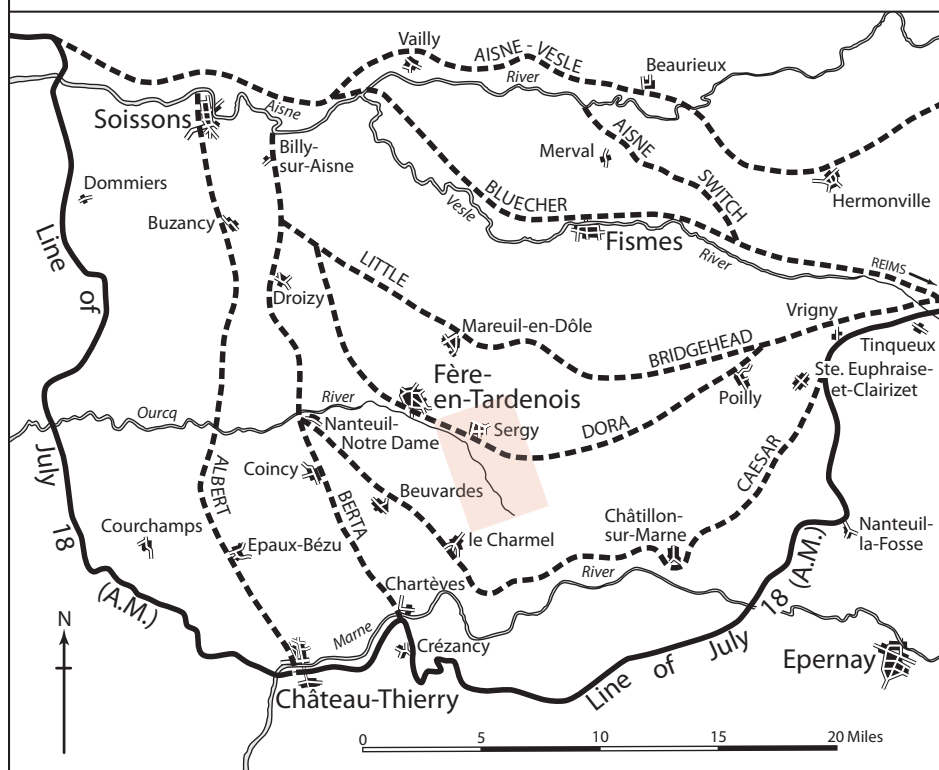 Vailly
AISNE - VESLE
River
Beaurieux
Aisne
Soissons
Billy-
sur-Aisne
Merval
AISNE
SWITCH
Hermonville
Dommiers
Buzancy
BLUECHER
Vesle
Fismes
River
REIMS
Line
of
July
18
(A.M.)
LITTLE
Droizy
Mareuil-en-Dôle
BRIDGEHEAD
Vrigny
Tinqueux
Ste. Euphraise-
et-Clairizet
Poilly
Fère-
en-Tardenois
Ourcq
River
Nanteuil-
Notre Dame
Sergy
DORA
CAESAR
ALBERT
Coincy
BERTA
Beuvardes
Courchamps
Epaux-Bézu
le Charmel
Châtillon-
sur-Marne
Nanteuil-
la-Fosse
River
Chartèves
Marne
Crézancy
Château-Thierry
Line of July 18 (A.M.)
Epernay
N
0 5 10 15 20 Miles